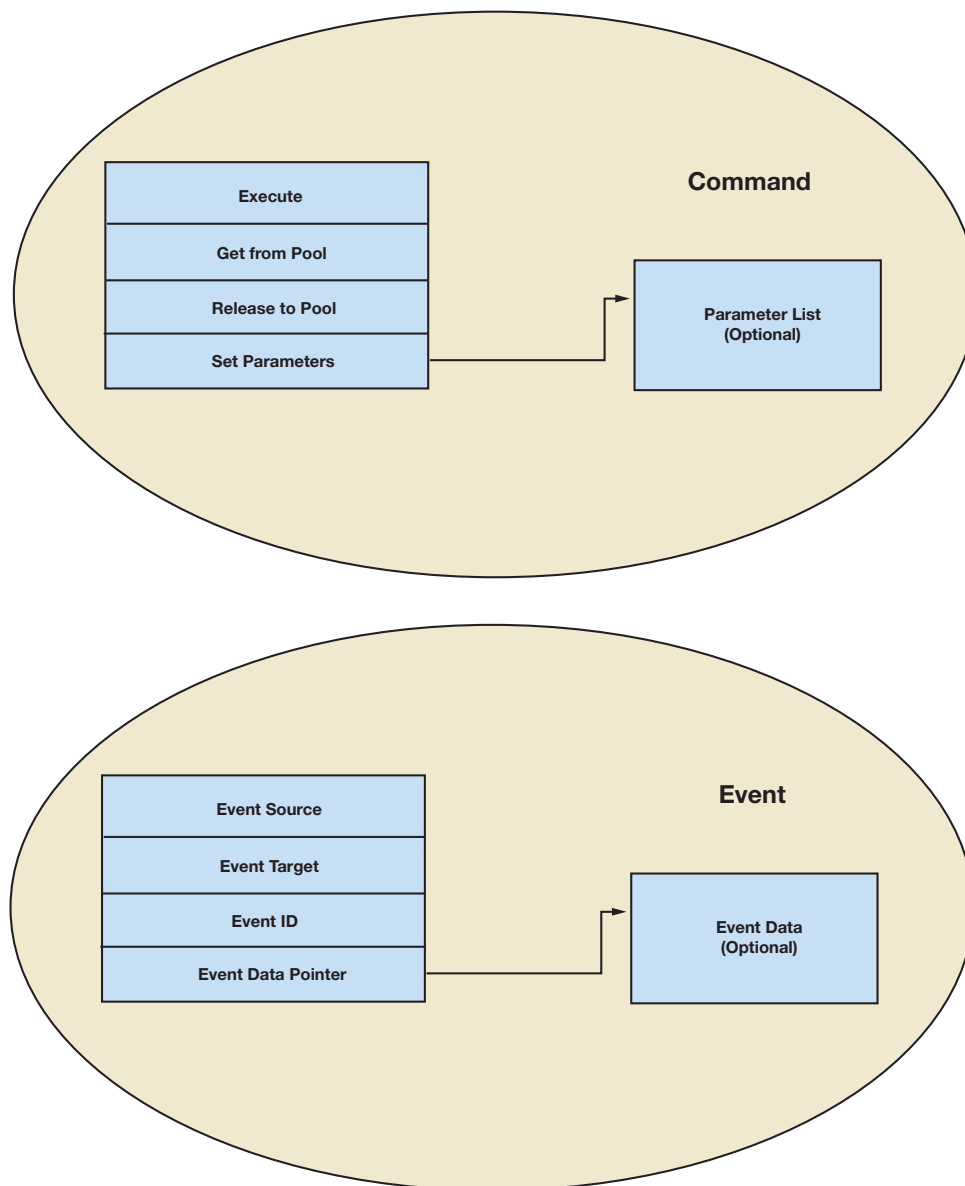 Command
Execute
Get from Pool
Release to Pool
Set Parameters
Parameter List
(Optional)
Event
Event Source
Event Target
Event ID
Event Data Pointer
Event Data
(Optional)